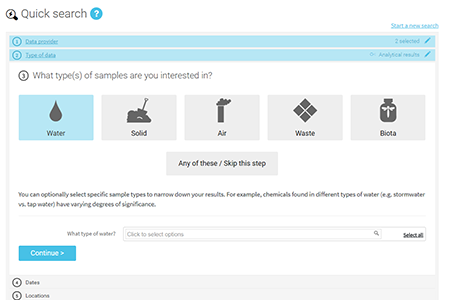 Quick search ?
Start a new search
1 Data provider 2 selected
2 Type of data Analytical results
3 What type(s) of samples are you interested in?
Water Solid Air Waste Biota
Any of these / Skip this step
You can optionally select specific sample types to narrow down your results. For example, chemicals found in different types of water (e.g. stormwater
vs. tap water) have varying degrees of significance.
What type of water? Click to select options Select all
Continue >
4 Dates
5 Locations